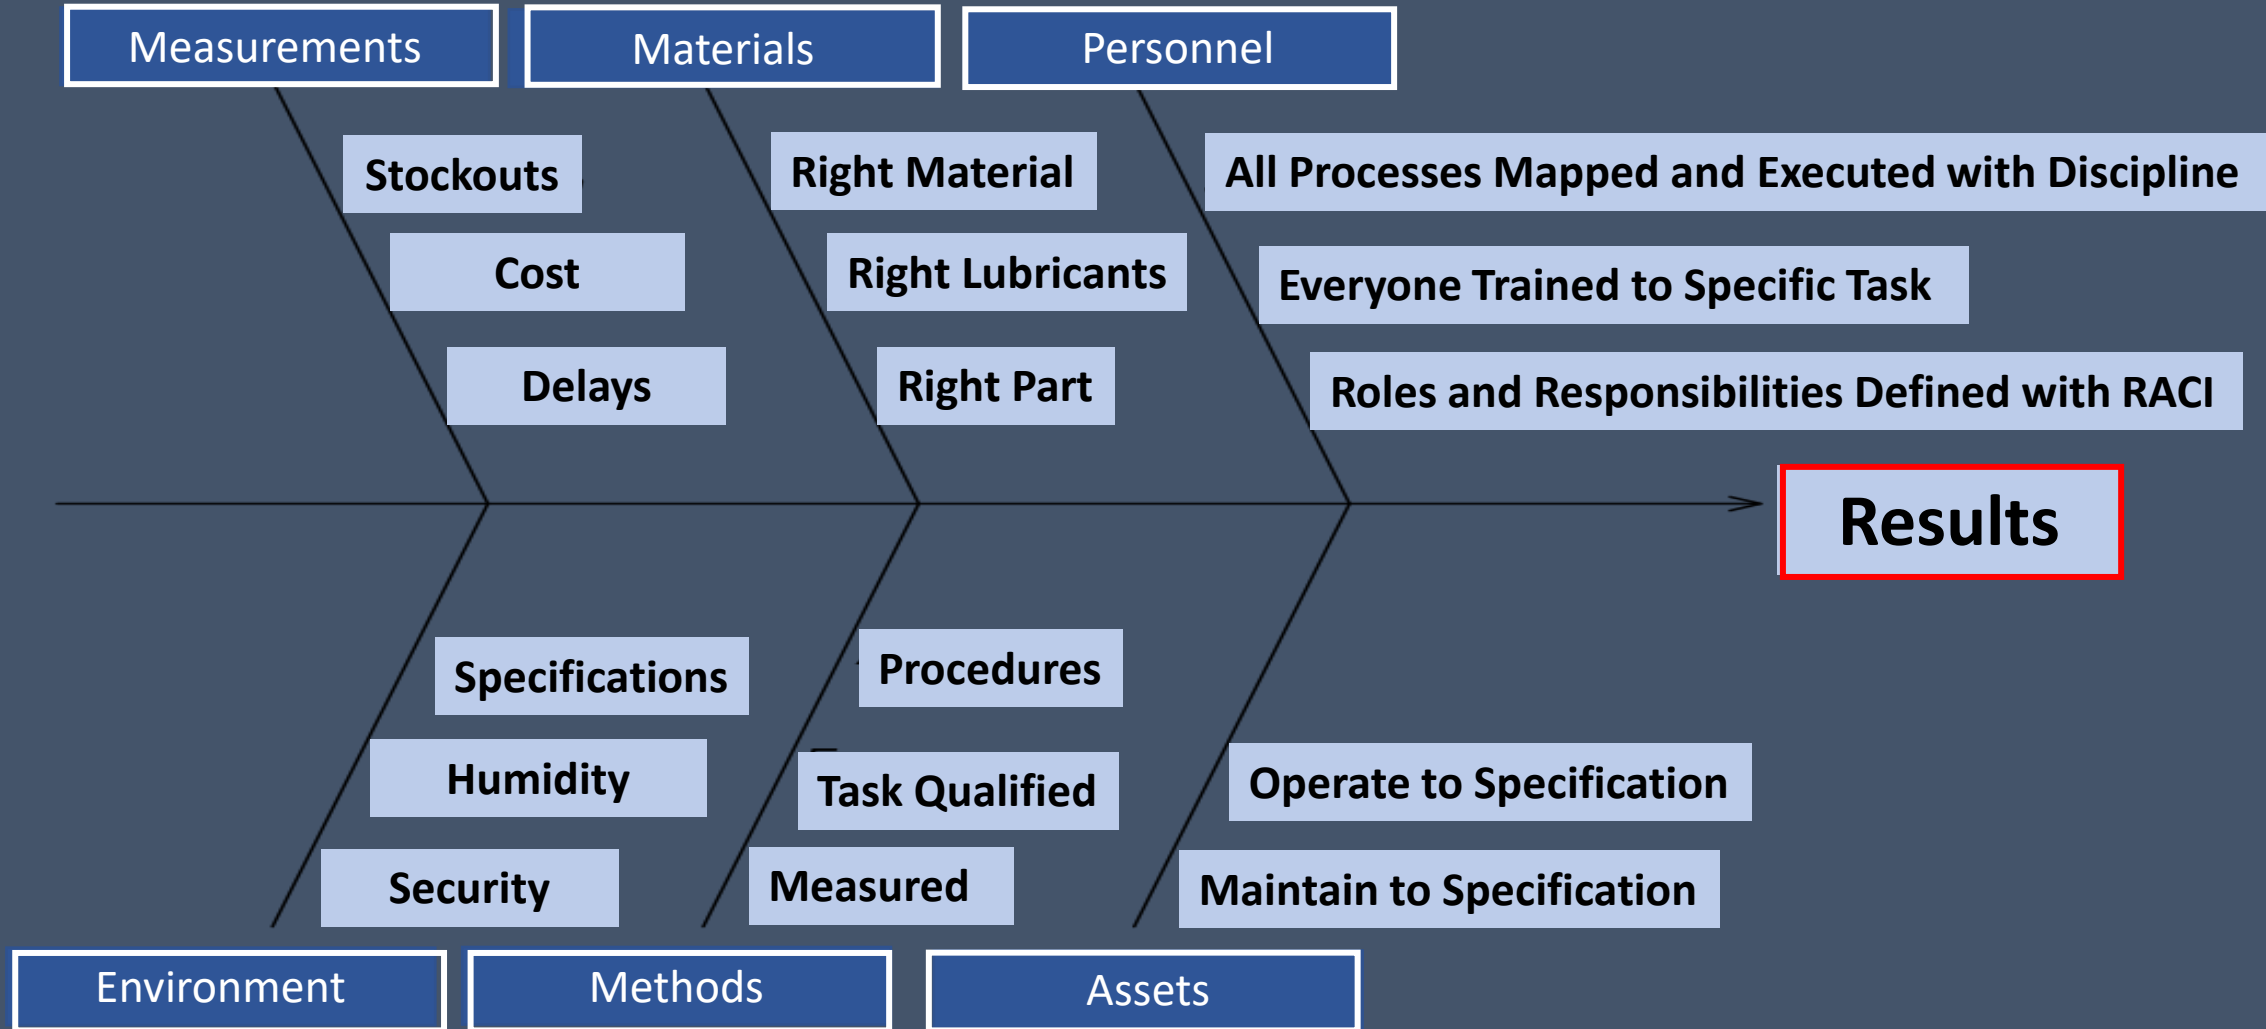 Measurements
Materials
Personnel
Stockouts
Right Material
All Processes Mapped and Executed with Discipline
Cost
Right Lubricants
Everyone Trained to Specific Task
Delays
Right Part
Roles and Responsibilities Defined with RACI
Results
Specifications
Procedures
Humidity
Task Qualified
Operate to Specification
Security
Measured
Maintain to Specification
Environment
Methods
Assets